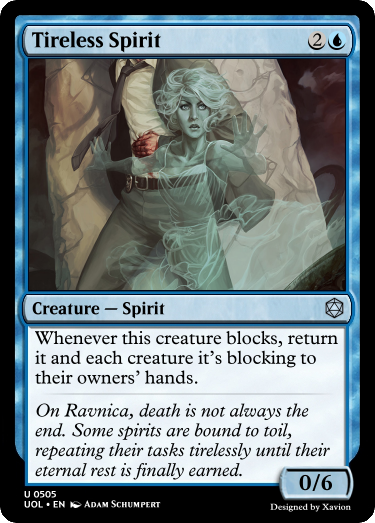 Tireless Spirit 2
Creature — Spirit
Whenever this creature blocks, return
it and each creature it's blocking to
their owners' hands.
On Ravnica, death is not always the
end. Some spirits are bound to toil,
repeating their tasks tirelessly until their
eternal rest is finally earned.
0/6
U 0505
UOL • EN Adam Schumpert
Designed by Xavion